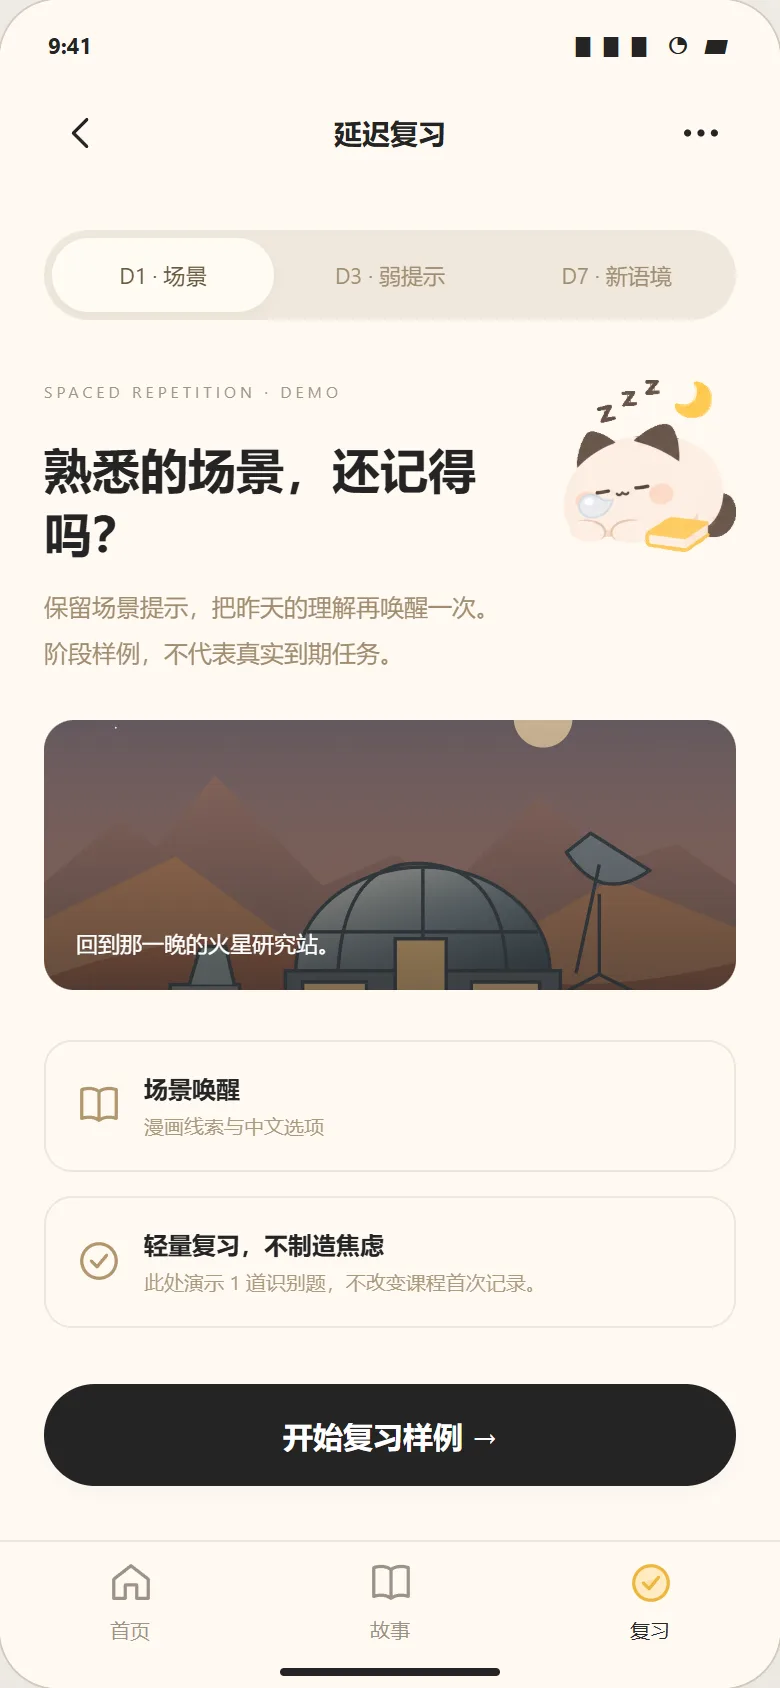 9:41
延迟复习
D1 · 场景
D3 · 弱提示
D7 · 新语境
SPACED REPETITION · DEMO
z z z
熟悉的场景，还记得
吗？
保留场景提示，把昨天的理解再唤醒一次。
阶段样例，不代表真实到期任务。
回到那一晚的火星研究站。
场景唤醒
漫画线索与中文选项
轻量复习，不制造焦虑
此处演示 1 道识别题，不改变课程首次记录。
开始复习样例 →
首页
故事
复习